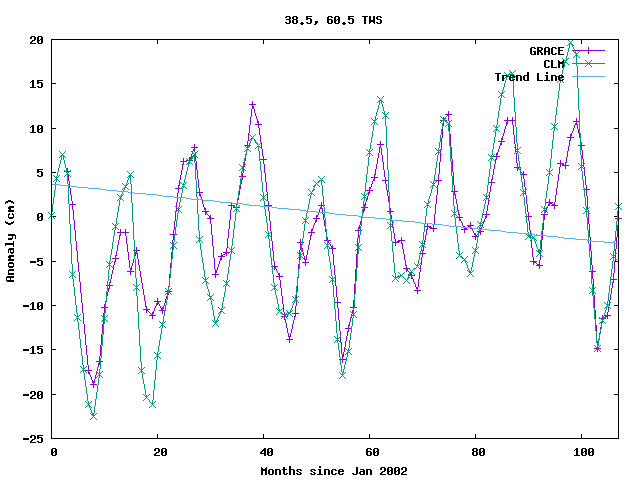 38.5, 60.5 TWS
GRACE
CLM
Trend Line
20
15
10
5
0
-5
-10
-15
-20
-25
Anomaly (cm)
0 20 40 60 80 100
Months since Jan 2002